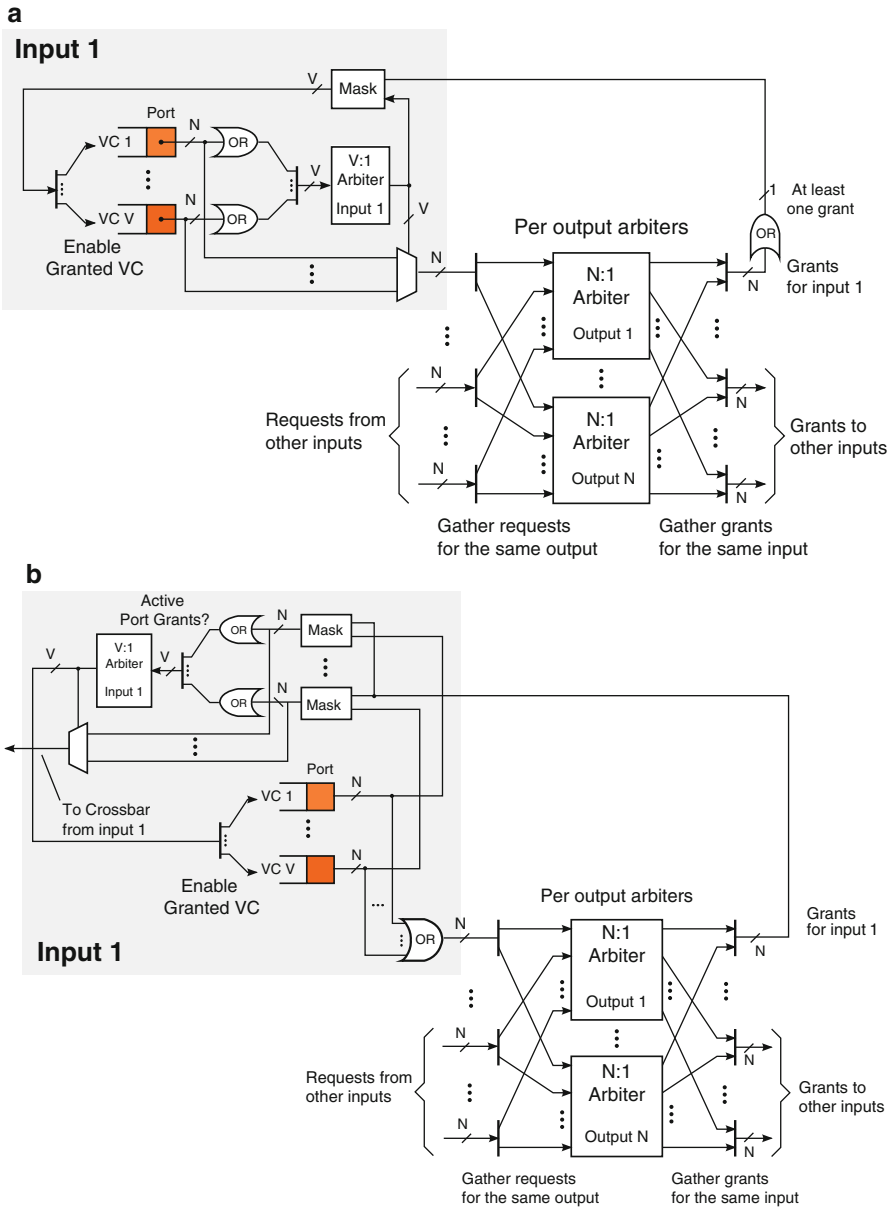 a
Input 1
V
Mask
Port
N
VC 1
OR
V
V:1
Arbiter
Input 1
N
VC V
OR
V
Enable
Granted VC
N
1
At least
one grant
OR
Per output arbiters
N:1
Arbiter
Output 1
N
Grants
for input 1
Requests from
other inputs
N
N
N:1
Arbiter
Output N
N
N
Grants to
other inputs
Gather requests
for the same output
Gather grants
for the same input
b
Active
Port Grants?
OR
N
Mask
V
V:1
Arbiter
Input 1
V
OR
N
Mask
To Crossbar
from input 1
Port
VC 1
N
VC V
N
Enable
Granted VC
OR
N
Input 1
Per output arbiters
N:1
Arbiter
Output 1
Grants
for input 1
N
Requests from
other inputs
N
N
N:1
Arbiter
Output N
N
N
Grants to
other inputs
Gather requests
for the same output
Gather grants
for the same input